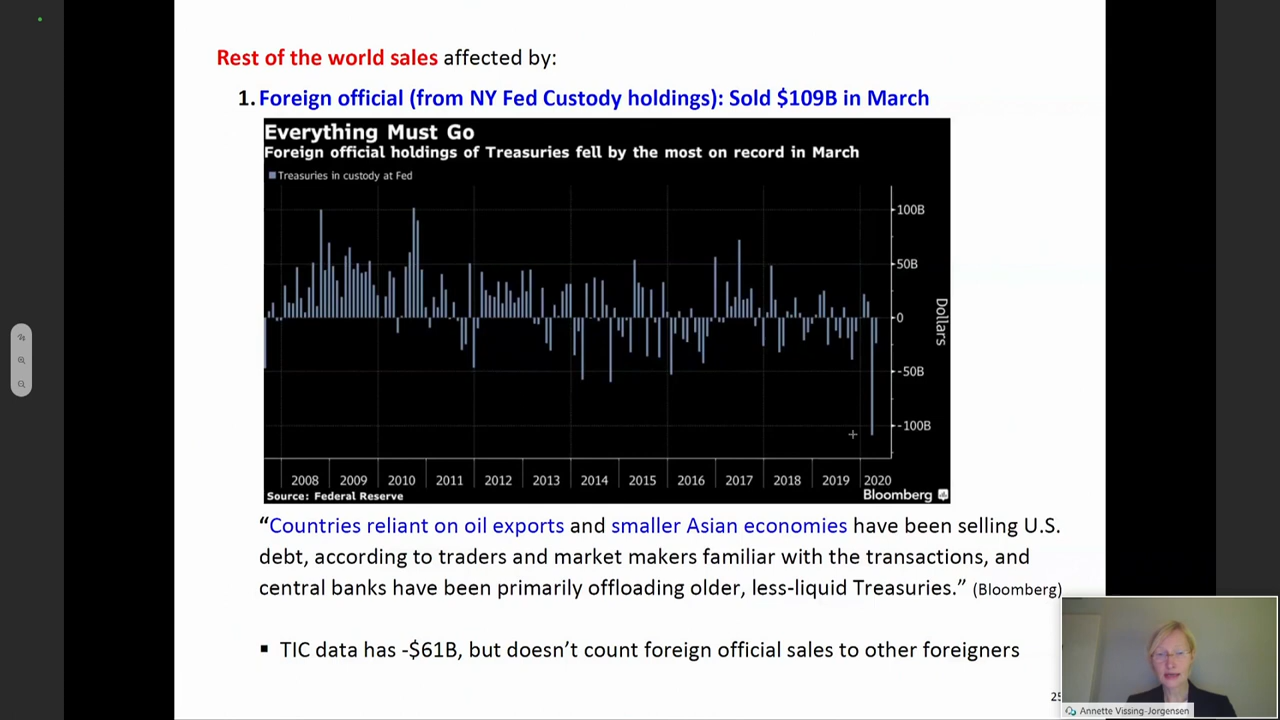 Rest of the world sales affected by:
1. Foreign official (from NY Fed Custody holdings): Sold $109B in March
Everything Must Go
Foreign official holdings of Treasuries fell by the most on record in March
Treasuries in custody at Fed
100B
50B
0
-50B
-100B
Dollars
2008 2009 2010 2011 2012 2013 2014 2015 2016 2017 2018 2019 2020
Source: Federal Reserve
Bloomberg
“Countries reliant on oil exports and smaller Asian economies have been selling U.S.
debt, according to traders and market makers familiar with the transactions, and
central banks have been primarily offloading older, less-liquid Treasuries.” (Bloomberg)
▪ TIC data has -$61B, but doesn’t count foreign official sales to other foreigners
Annette Vissing-Jorgensen